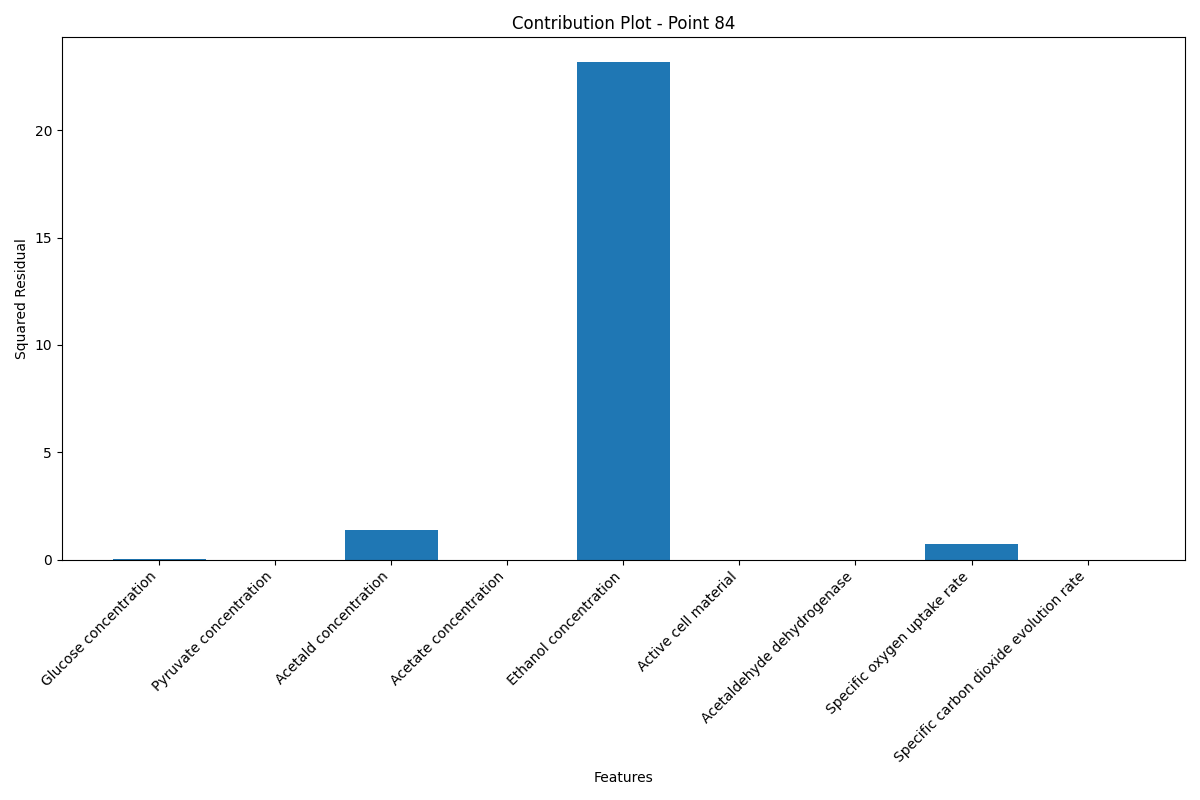 Contribution Plot - Point 84
Squared Residual
20
15
10
5
0
Glucose concentration
Pyruvate concentration
Acetald concentration
Acetate concentration
Ethanol concentration
Active cell material
Acetaldehyde dehydrogenase
Specific oxygen uptake rate
Specific carbon dioxide evolution rate
Features